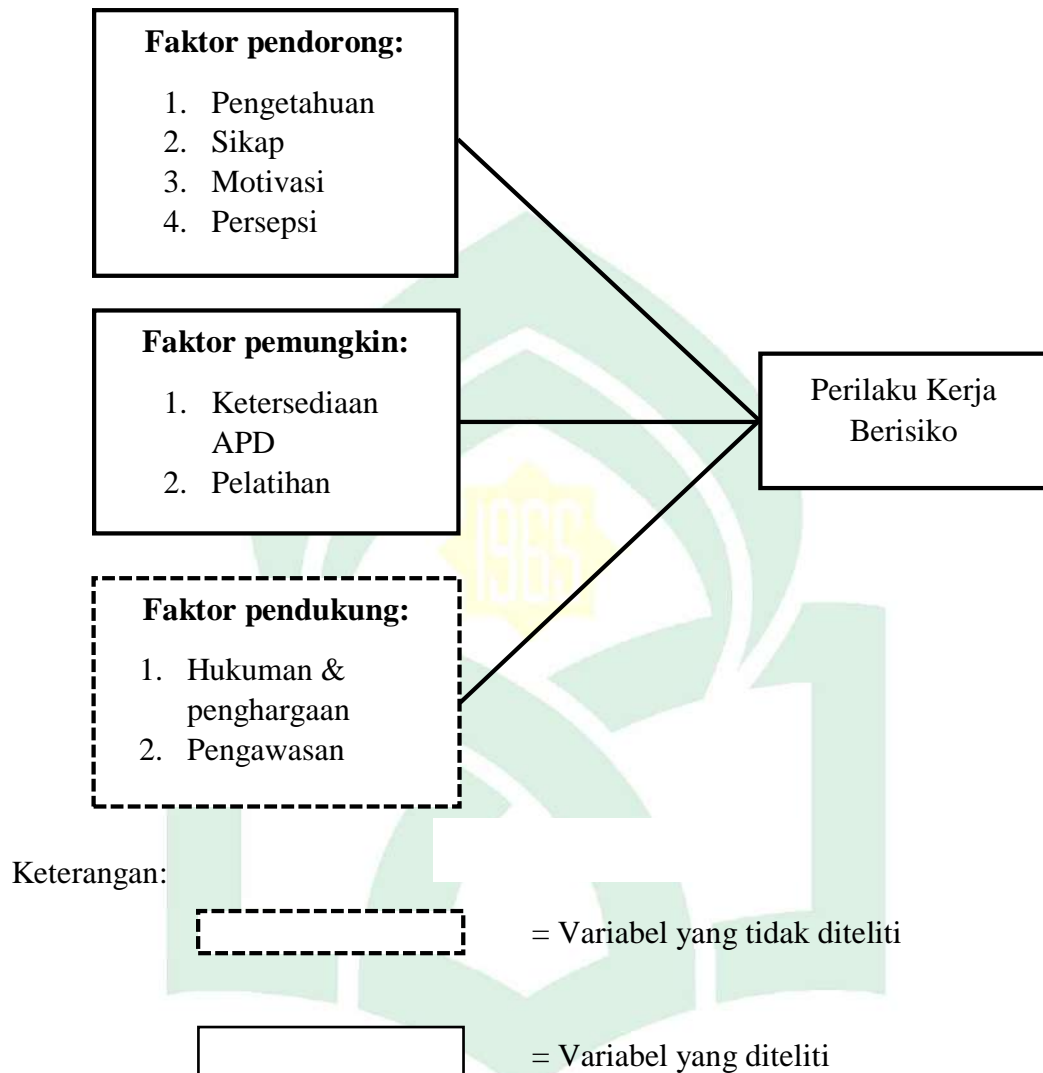 Faktor pendorong:
1. Pengetahuan
2. Sikap
3. Motivasi
4. Persepsi
Faktor pemungkin:
1. Ketersediaan
APD
2. Pelatihan
Perilaku Kerja
Berisiko
1965
Faktor pendukung:
1. Hukuman &
penghargaan
2. Pengawasan
Keterangan:
= Variabel yang tidak diteliti
= Variabel yang diteliti